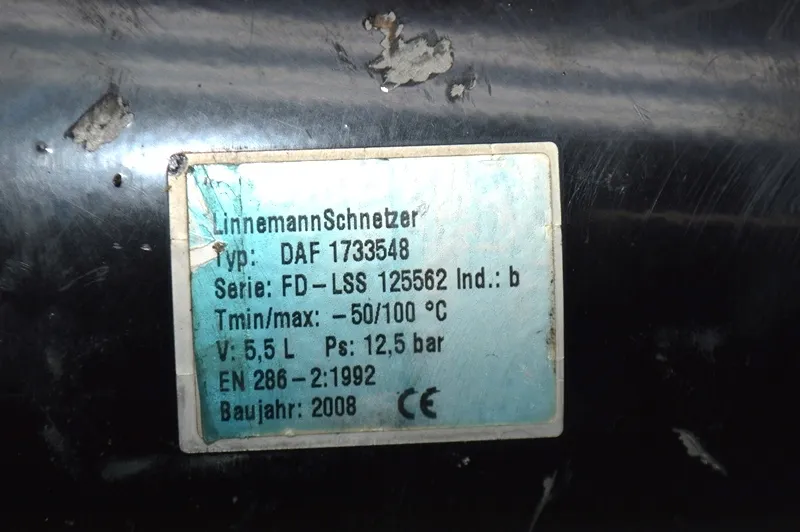 LinnemannSchnetzer
Typ: DAF 1733548
Serie: FD-LSS 125562 Ind.: b
Tmin/max: -50/100 °C
V: 5,5 L Ps: 12,5 bar
EN 286-2:1992
Baujahr: 2008 CE